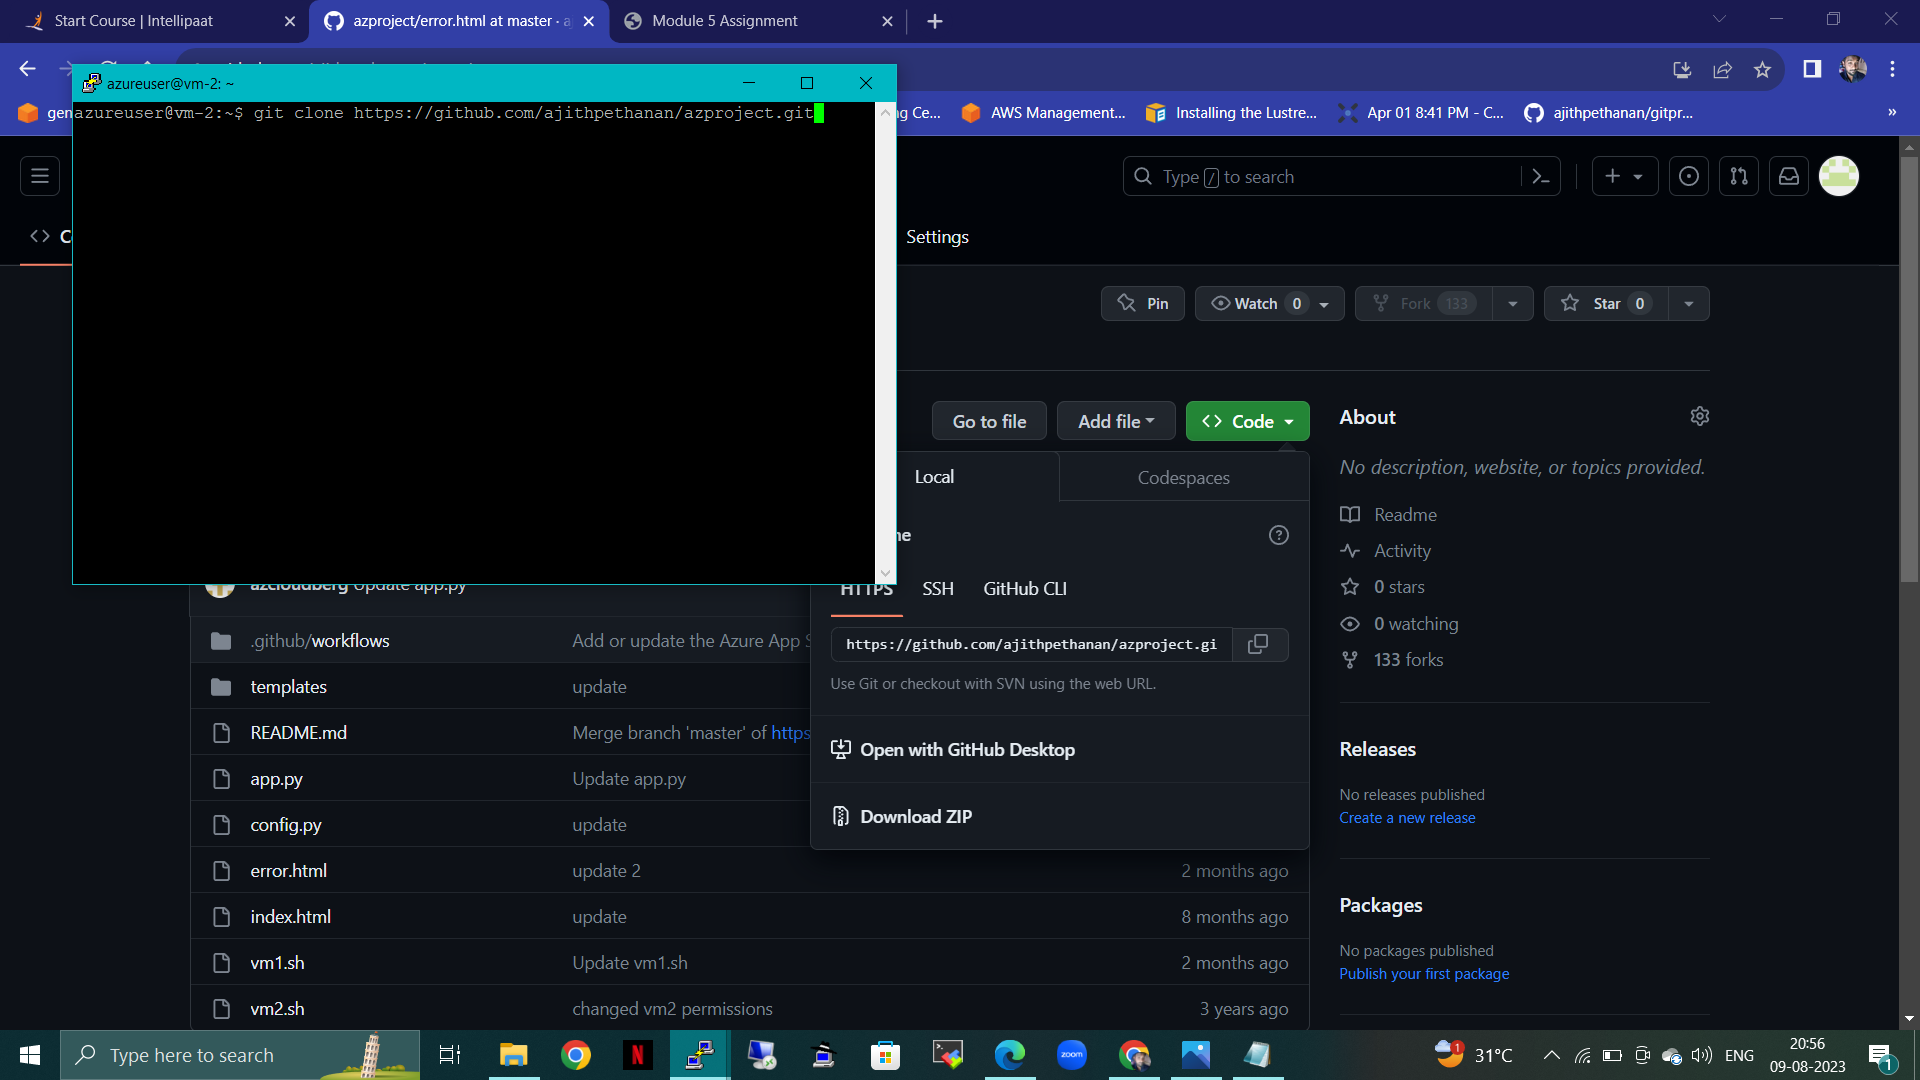 Start Course | Intellipaat
azproject/error.html at master · a
Module 5 Assignment
azureuser@vm-2: ~
azureuser@vm-2:~$ git clone https://github.com/ajithpethanan/azproject.git
gen
ng Ce...
AWS Management...
Installing the Lustre...
Apr 01 8:41 PM - C...
ajithpethanan/gitpr...
»
Type / to search
C
Settings
Pin
Watch 0
Fork 133
Star 0
Go to file
Add file
Code
About
No description, website, or topics provided.
Local
Codespaces
Readme
ne
Activity
HTTPS
SSH
GitHub CLI
0 stars
azcloudberg Update app.py
0 watching
.github/workflows
Add or update the Azure App S
https://github.com/ajithpethanan/azproject.gi
133 forks
templates
update
Use Git or checkout with SVN using the web URL.
README.md
Merge branch 'master' of https
Open with GitHub Desktop
Releases
app.py
Update app.py
No releases published
Create a new release
config.py
update
Download ZIP
error.html
update 2
2 months ago
index.html
update
8 months ago
Packages
vm1.sh
Update vm1.sh
2 months ago
No packages published
Publish your first package
vm2.sh
changed vm2 permissions
3 years ago
Type here to search
N
zoom
1
31°C
ENG
20:56
09-08-2023
1